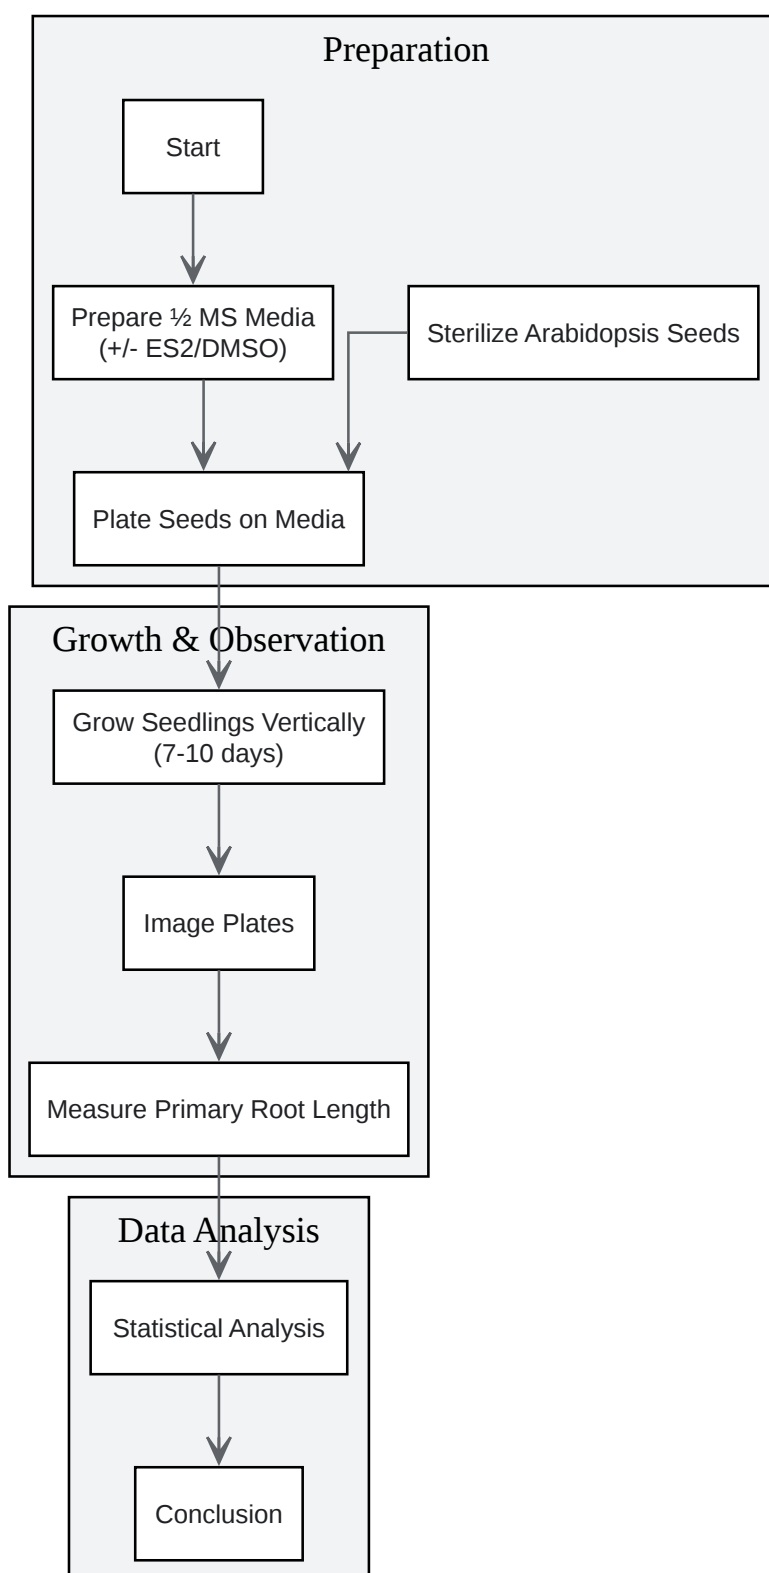 Preparation
Start
Prepare ½ MS Media
(+/- ES2/DMSO)
Sterilize Arabidopsis Seeds
Plate Seeds on Media
Growth & Observation
Grow Seedlings Vertically
(7-10 days)
Image Plates
Measure Primary Root Length
Data Analysis
Statistical Analysis
Conclusion